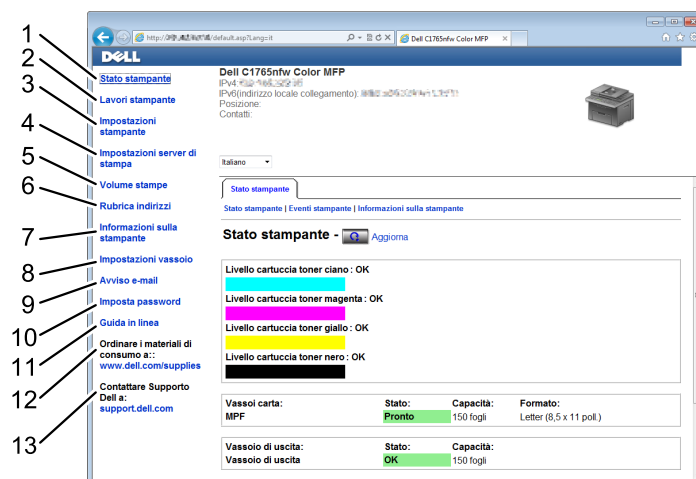 http://
/default.asp?Lang=it
Dell C1765nfw Color MFP
DELL
1
2
3
4
5
6
7
8
9
10
11
12
13
Stato stampante
Lavori stampante
Impostazioni
stampante
Impostazioni server di
stampa
Volume stampe
Rubrica indirizzi
Informazioni sulla
stampante
Impostazioni vassoio
Avviso e-mail
Imposta password
Guida in linea
Ordinare i materiali di
consumo a::
www.dell.com/supplies
Contattare Supporto
Dell a:
support.dell.com
Dell C1765nfw Color MFP
IPv4:
IPv6(indirizzo locale collegamento):
Posizione:
Contatti:
Italiano
Stato stampante
Stato stampante | Eventi stampante | Informazioni sulla stampante
Stato stampante - Aggiorna
Livello cartuccia toner ciano : OK
Livello cartuccia toner magenta : OK
Livello cartuccia toner giallo : OK
Livello cartuccia toner nero : OK
Vassoi carta: Stato: Capacità: Formato:
MPF Pronto 150 fogli Letter (8,5 x 11 poll.)
Vassoio di uscita: Stato: Capacità:
Vassoio di uscita OK 150 fogli